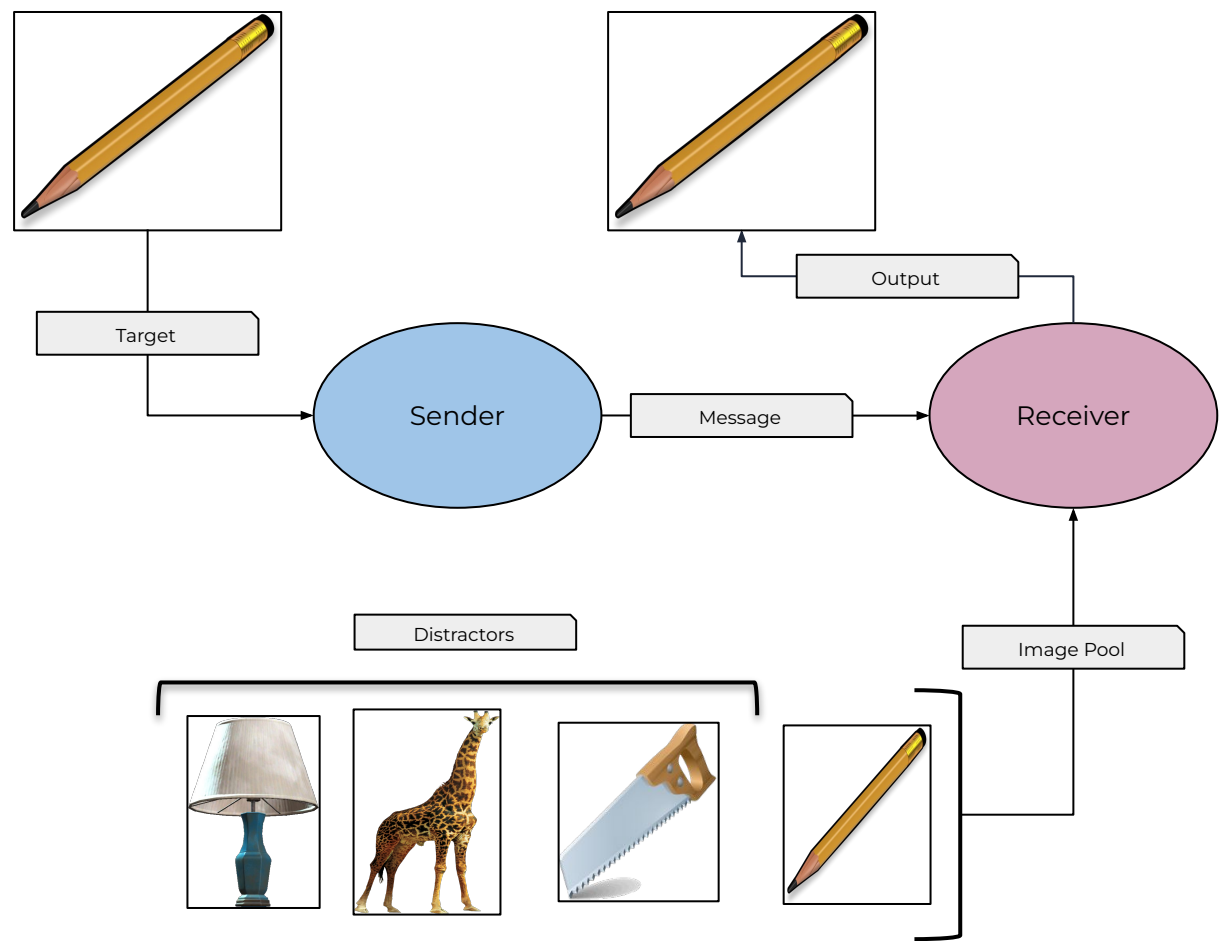 Output
Target
Sender
Message
Receiver
Distractors
Image Pool